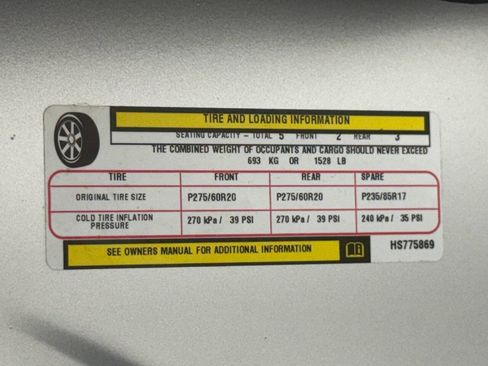 TIRE AND LOADING INFORMATION
SEATING CAPACITY - TOTAL 5 FRONT 2 REAR 3
THE COMBINED WEIGHT OF OCCUPANTS AND CARGO SHOULD NEVER EXCEED
693 KG OR 1528 LB
TIRE FRONT REAR SPARE
ORIGINAL TIRE SIZE P275/60R20 P275/60R20 P235/85R17
COLD TIRE INFLATION PRESSURE 270 kPa / 39 PSI 270 kPa / 39 PSI 240 kPa / 35 PSI
SEE OWNERS MANUAL FOR ADDITIONAL INFORMATION HS775869